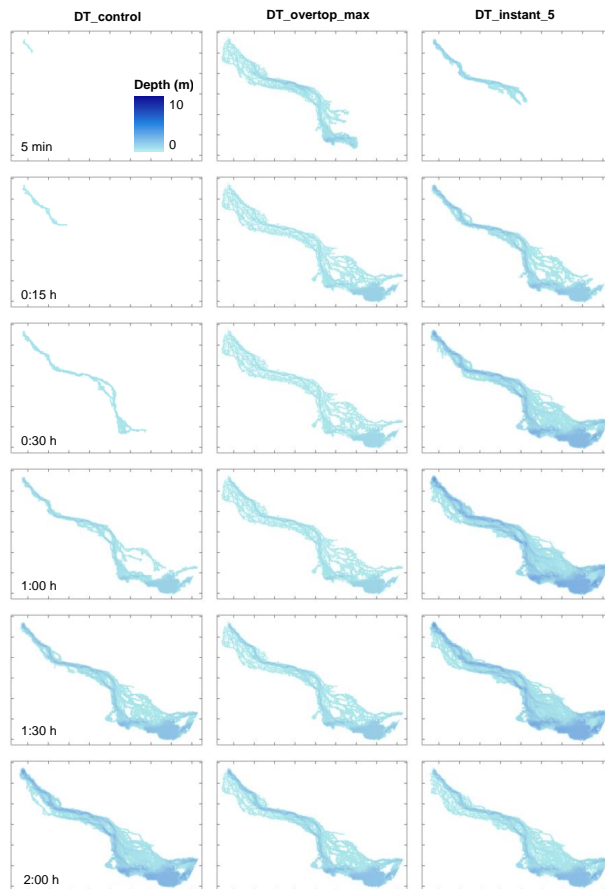 DT_control DT_overtop_max DT_instant_5
Depth (m)
10
0
5 min
0:15 h
0:30 h
1:00 h
1:30 h
2:00 h